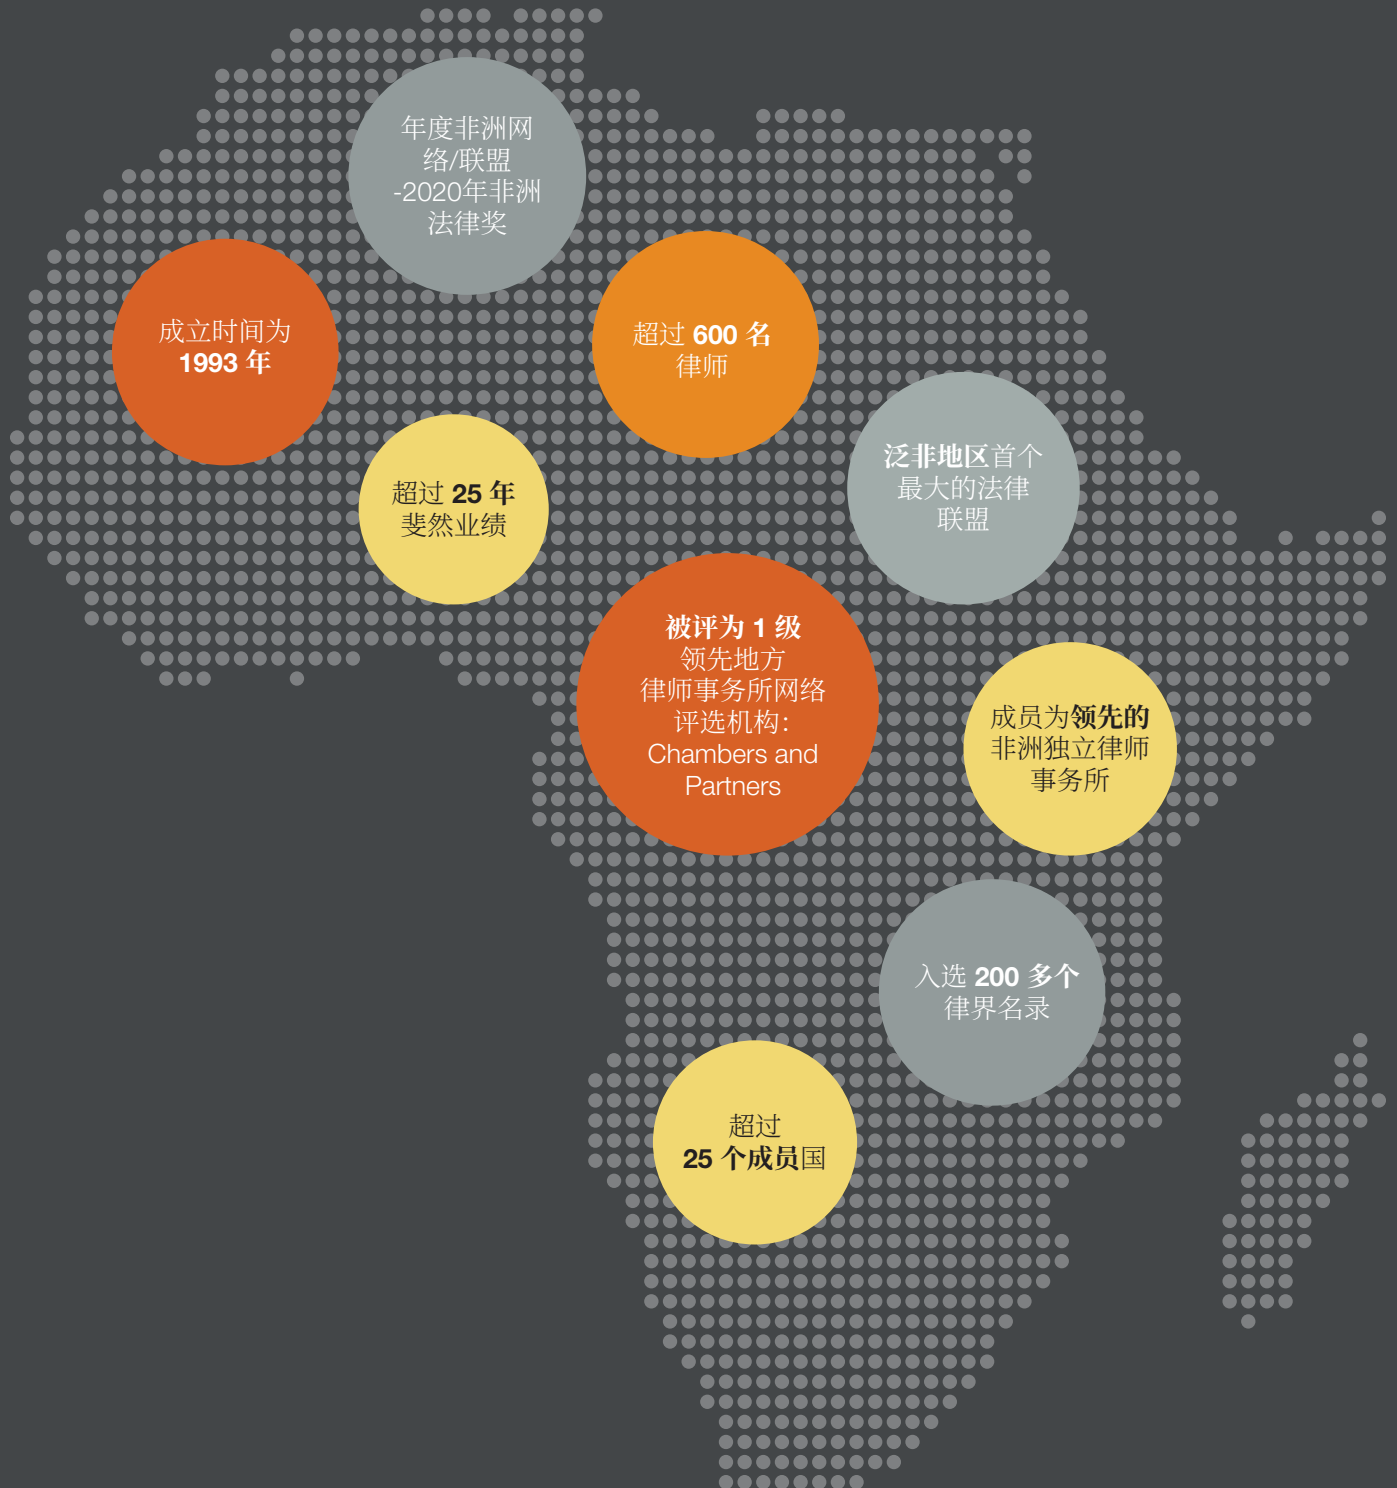 年度非洲网
络/联盟
-2020年非洲
法律奖
成立时间为
1993 年
超过 600 名
律师
泛非地区首个
最大的法律
联盟
超过 25 年
斐然业绩
被评为 1 级
领先地方
律师事务所网络
评选机构：
Chambers and
Partners
成员为领先的
非洲独立律师
事务所
入选 200 多个
律界名录
超过
25 个成员国